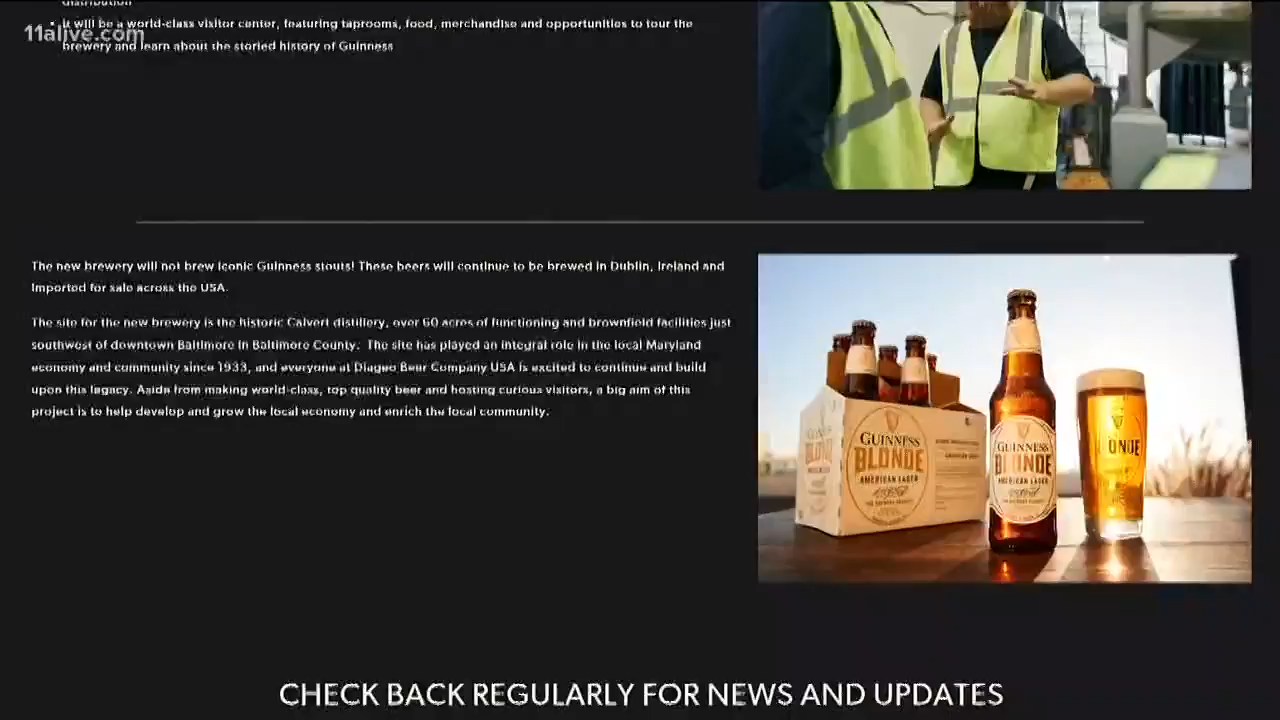 distribution
It will be a world-class visitor center, featuring taprooms, food, merchandise and opportunities to tour the
11alive.com
brewery and learn about the storied history of Guinness
The new brewery will not brew iconic Guinness stouts! These beers will continue to be brewed in Dublin, Ireland and
imported for sale across the USA.
The site for the new brewery is the historic Calvert distillery, over 60 acres of functioning and brownfield facilities just
southwest of downtown Baltimore in Baltimore County. The site has played an integral role in the local Maryland
economy and community since 1933, and everyone at Diageo Beer Company USA is excited to continue and build
upon this legacy. Aside from making world-class, top quality beer and hosting curious visitors, a big aim of this
project is to help develop and grow the local economy and enrich the local community.
GUINNESS
BLONDE
AMERICAN LAGER
GUINNESS
BLONDE
AMERICAN LAGER
BLONDE
CHECK BACK REGULARLY FOR NEWS AND UPDATES